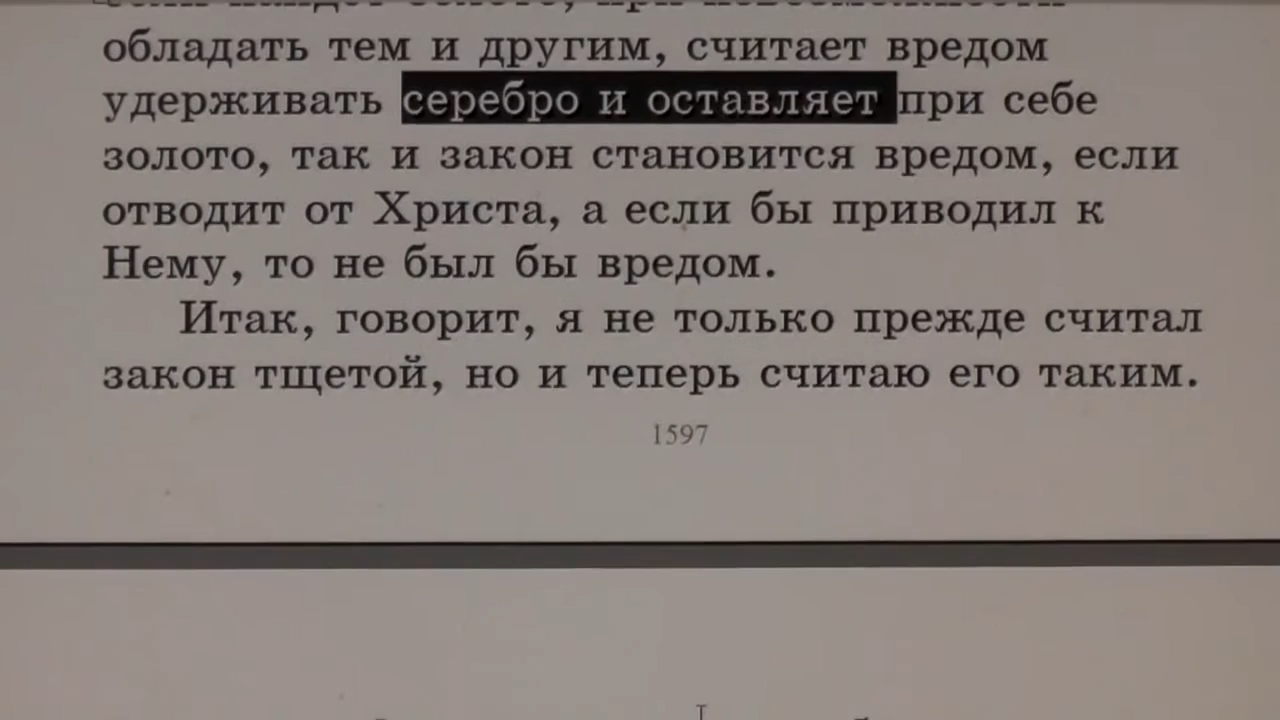 обладать тем и другим, считает вредом
удерживать серебро и оставляет при себе
золото, так и закон становится вредом, если
отводит от Христа, а если бы приводил к
Нему, то не был бы вредом.
Итак, говорит, я не только прежде считал
закон тщетой, но и теперь считаю его таким.
1597